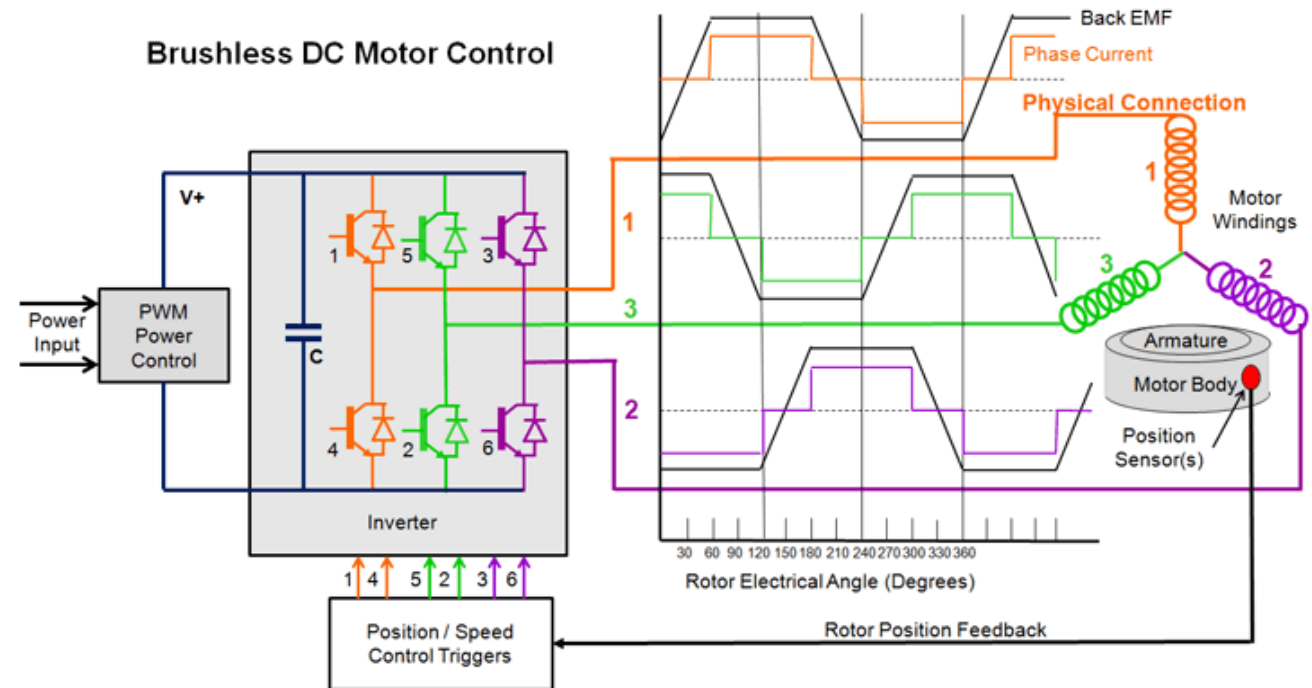 Brushless DC Motor Control
Back EMF
Phase Current
Physical Connection
V+
1
5
3
1
3
2
1
3
2
Motor
Windings
Power
Input
PWM
Power
Control
C
4
2
6
Armature
Motor Body
Position
Sensor(s)
Inverter
30 60 90 120 150 180 210 240 270 300 330 360
Rotor Electrical Angle (Degrees)
1 4 5 2 3 6
Position / Speed
Control Triggers
Rotor Position Feedback